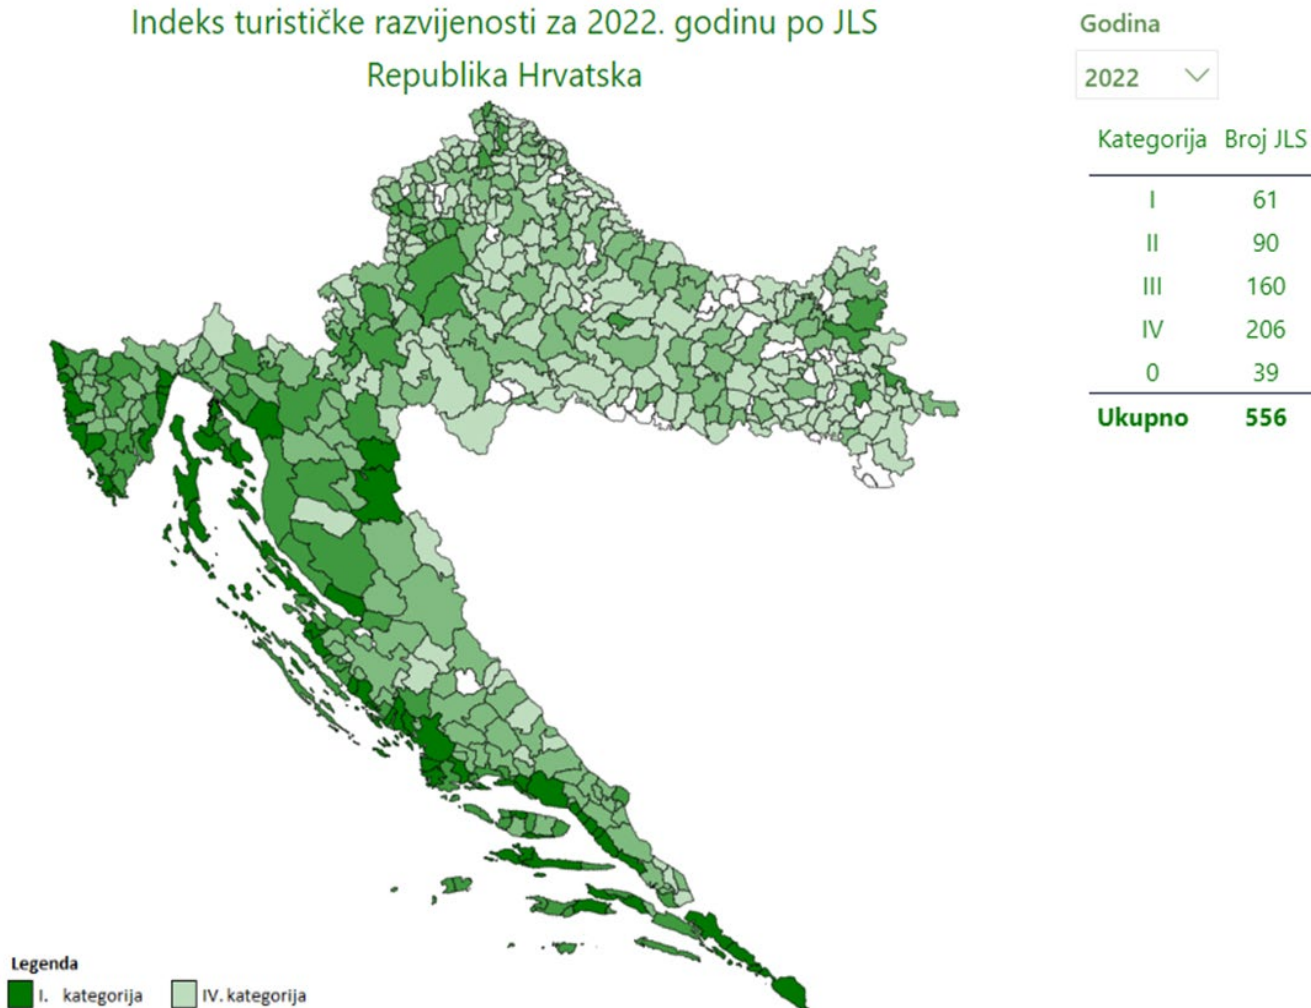 Indeks turističke razvijenosti za 2022. godinu po JLS
Republika Hrvatska
Godina
2022
Kategorija Broj JLS
I 61
II 90
III 160
IV 206
0 39
Ukupno 556
Legenda
I. kategorija IV. kategorija